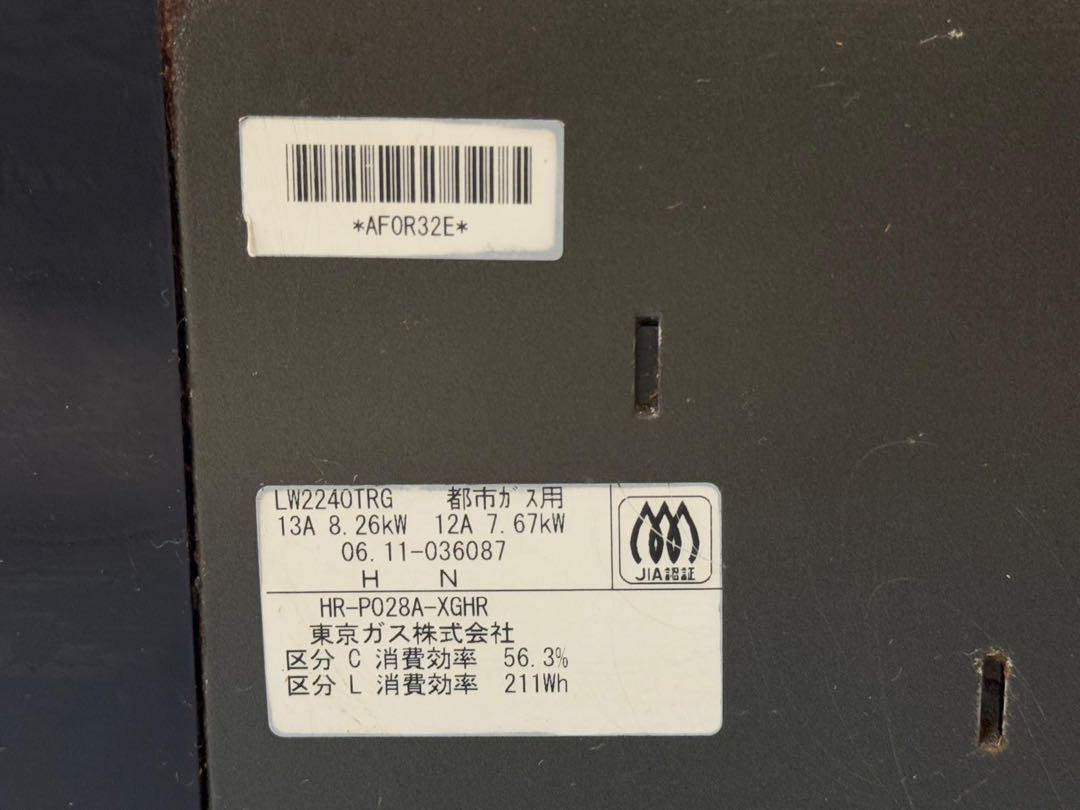 *AF0R32E*
LW2240TRG 都市ガス用
13A 8.26kW 12A 7.67kW
06.11-036087
H N
JIA認証
HR-P028A-XGHR
東京ガス株式会社
区分 C 消費効率 56.3%
区分 L 消費効率 211Wh